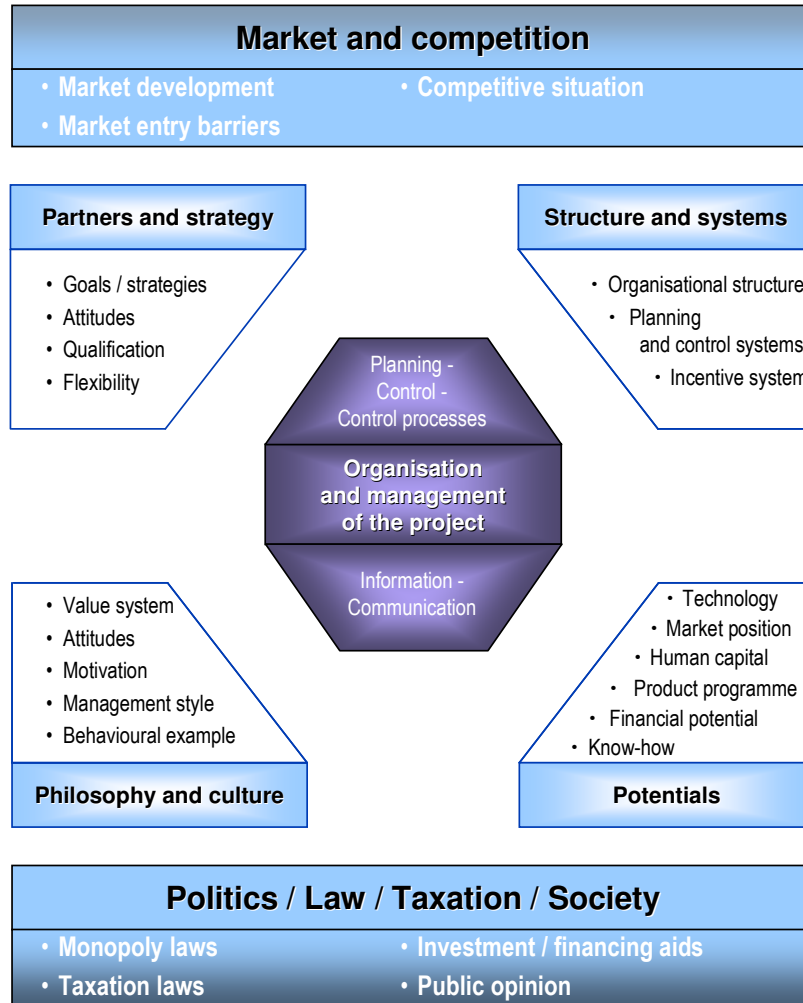 Market and competition
• Market development
• Competitive situation
• Market entry barriers
Partners and strategy
• Goals / strategies
• Attitudes
• Qualification
• Flexibility
Structure and systems
• Organisational structure
• Planning
and control systems
• Incentive system
Planning -
Control -
Control processes
Organisation
and management
of the project
Information -
Communication
• Value system
• Attitudes
• Motivation
• Management style
• Behavioural example
Philosophy and culture
• Technology
• Market position
• Human capital
• Product programme
• Financial potential
• Know-how
Potentials
Politics / Law / Taxation / Society
• Monopoly laws
• Investment / financing aids
• Taxation laws
• Public opinion